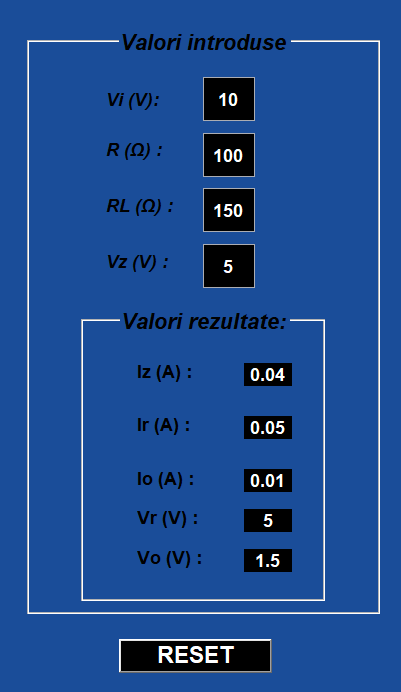 Valori introduse
Vi (V): 10
R (Ω) : 100
RL (Ω) : 150
Vz (V) : 5
Valori rezultate:
Iz (A) : 0.04
Ir (A) : 0.05
Io (A) : 0.01
Vr (V) : 5
Vo (V) : 1.5
RESET